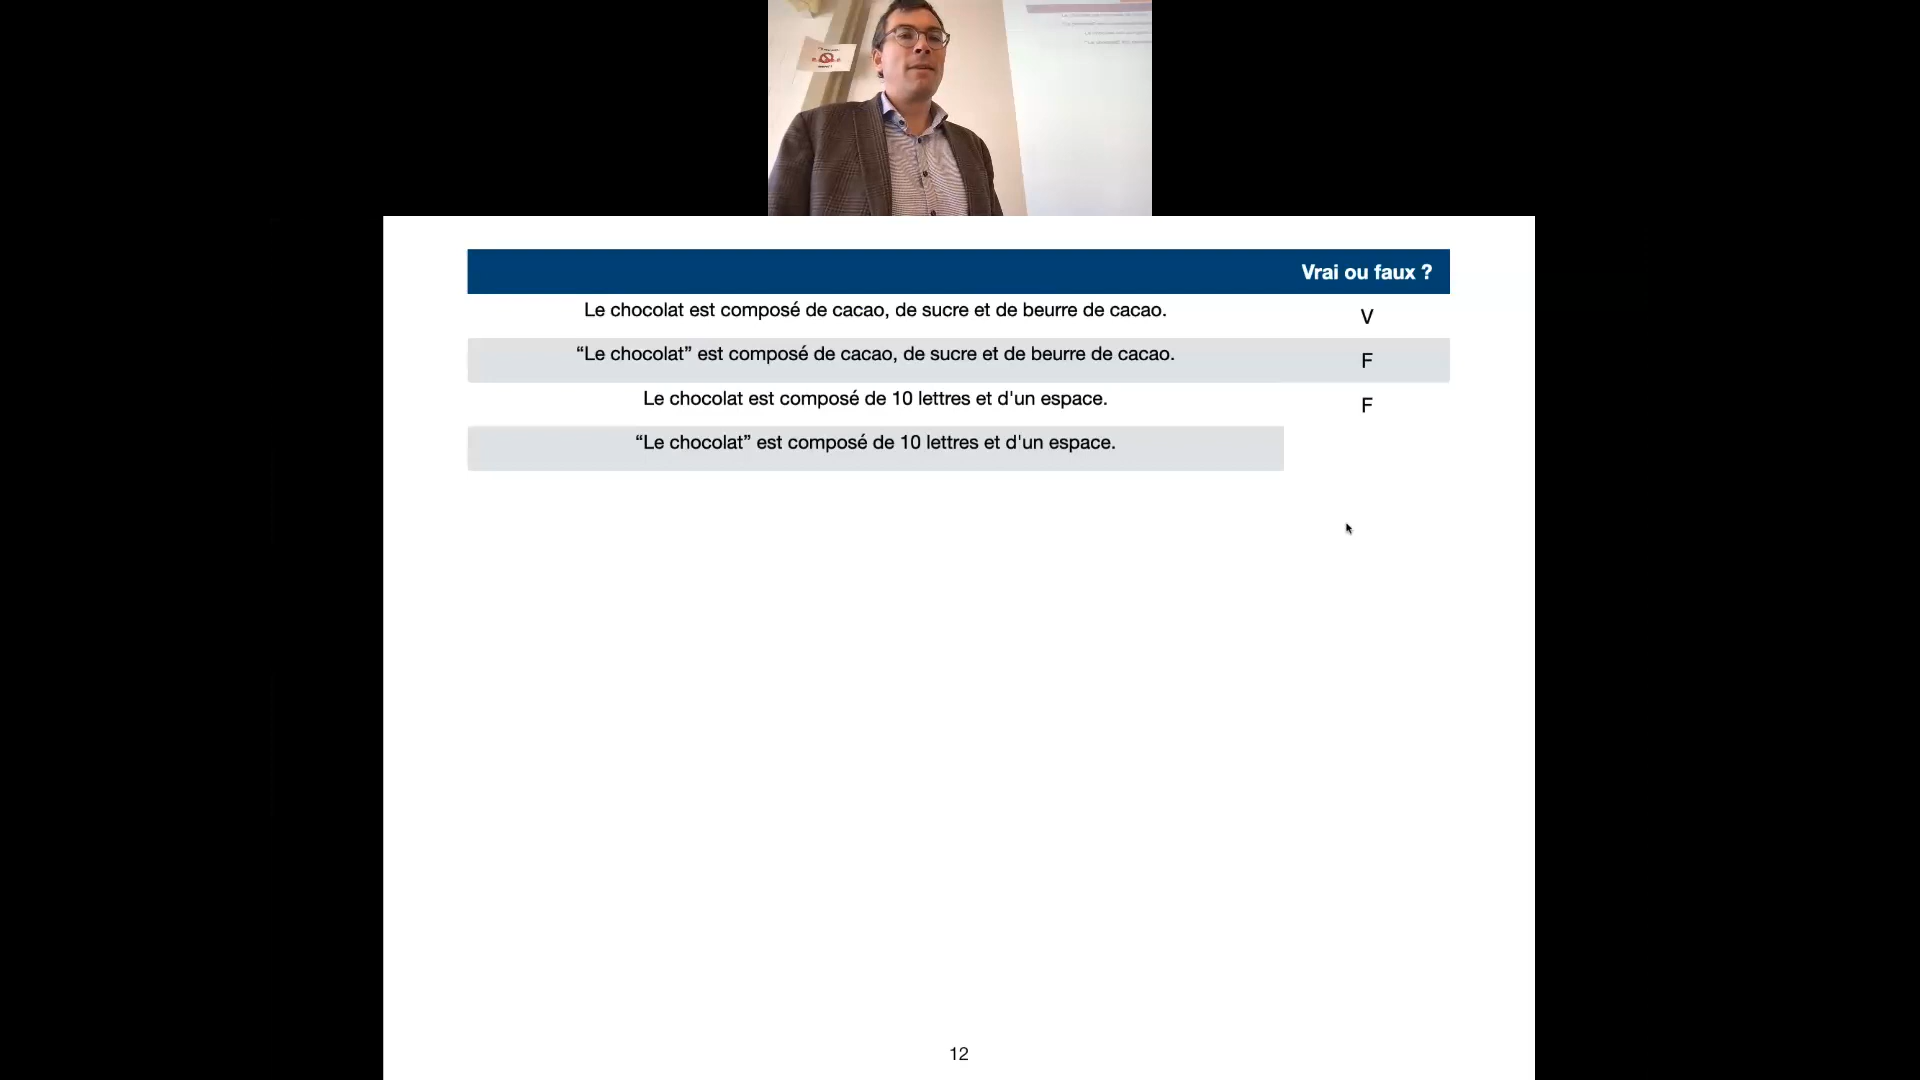 Vrai ou faux ?
Le chocolat est composé de cacao, de sucre et de beurre de cacao.
V
“Le chocolat” est composé de cacao, de sucre et de beurre de cacao.
F
Le chocolat est composé de 10 lettres et d'un espace.
F
“Le chocolat” est composé de 10 lettres et d'un espace.
12